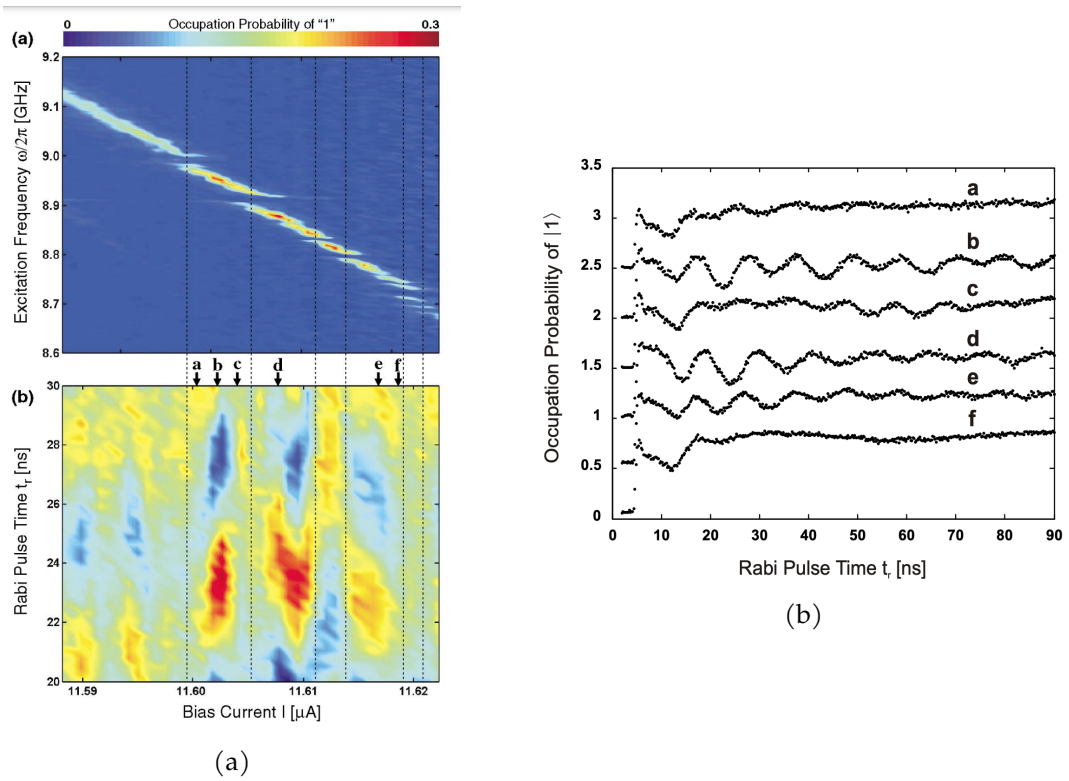 0 Occupation Probability of "1" 0.3
(a)
Excitation Frequency ω/2π [GHz]
9.2
9.1
9.0
8.9
8.8
8.7
8.6
a b c d e f
(b)
Rabi Pulse Time tr [ns]
30
28
26
24
22
20
11.59 11.60 11.61 11.62
Bias Current I [μA]
(a)
Occupation Probability of |1⟩
3.5
3
2.5
2
1.5
1
0.5
0
a
b
c
d
e
f
0 10 20 30 40 50 60 70 80 90
Rabi Pulse Time tr [ns]
(b)